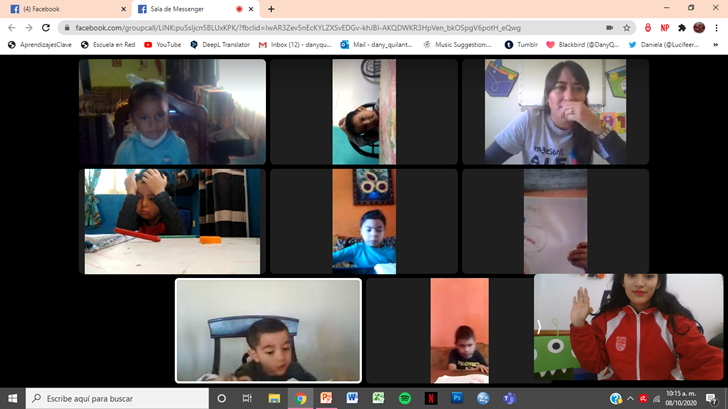 (4) Facebook
Sala de Messenger
facebook.com/groupcall/LINK:pu5sljcn5BLUxKPK/?fbclid=IwAR3Zev5nEcKYLZXSvEDGv-khJBI-AKQDWKR3HpVen_bkOSpgV6potH_eQwg
AprendizajesClave
Escuela en Red
YouTube
DeepL Translator
Inbox (12) - danyqu...
Mail - dany_quilant...
Music Suggestion:...
Tumblr
Blackbird (@DanyQ...
Daniela (@Lucifeer...
Escribe aquí para buscar
10:15 a. m.
08/10/2020